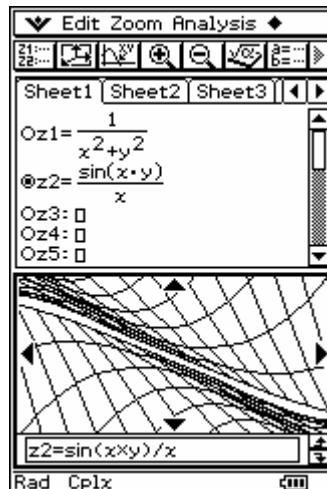 Edit Zoom Analysis ◆
Sheet1 Sheet2 Sheet3
z1=1/(x²+y²)
z2=sin(x·y)/x
z3:▯
z4:▯
z5:▯
z2=sin(x×y)/x
Rad Cplx